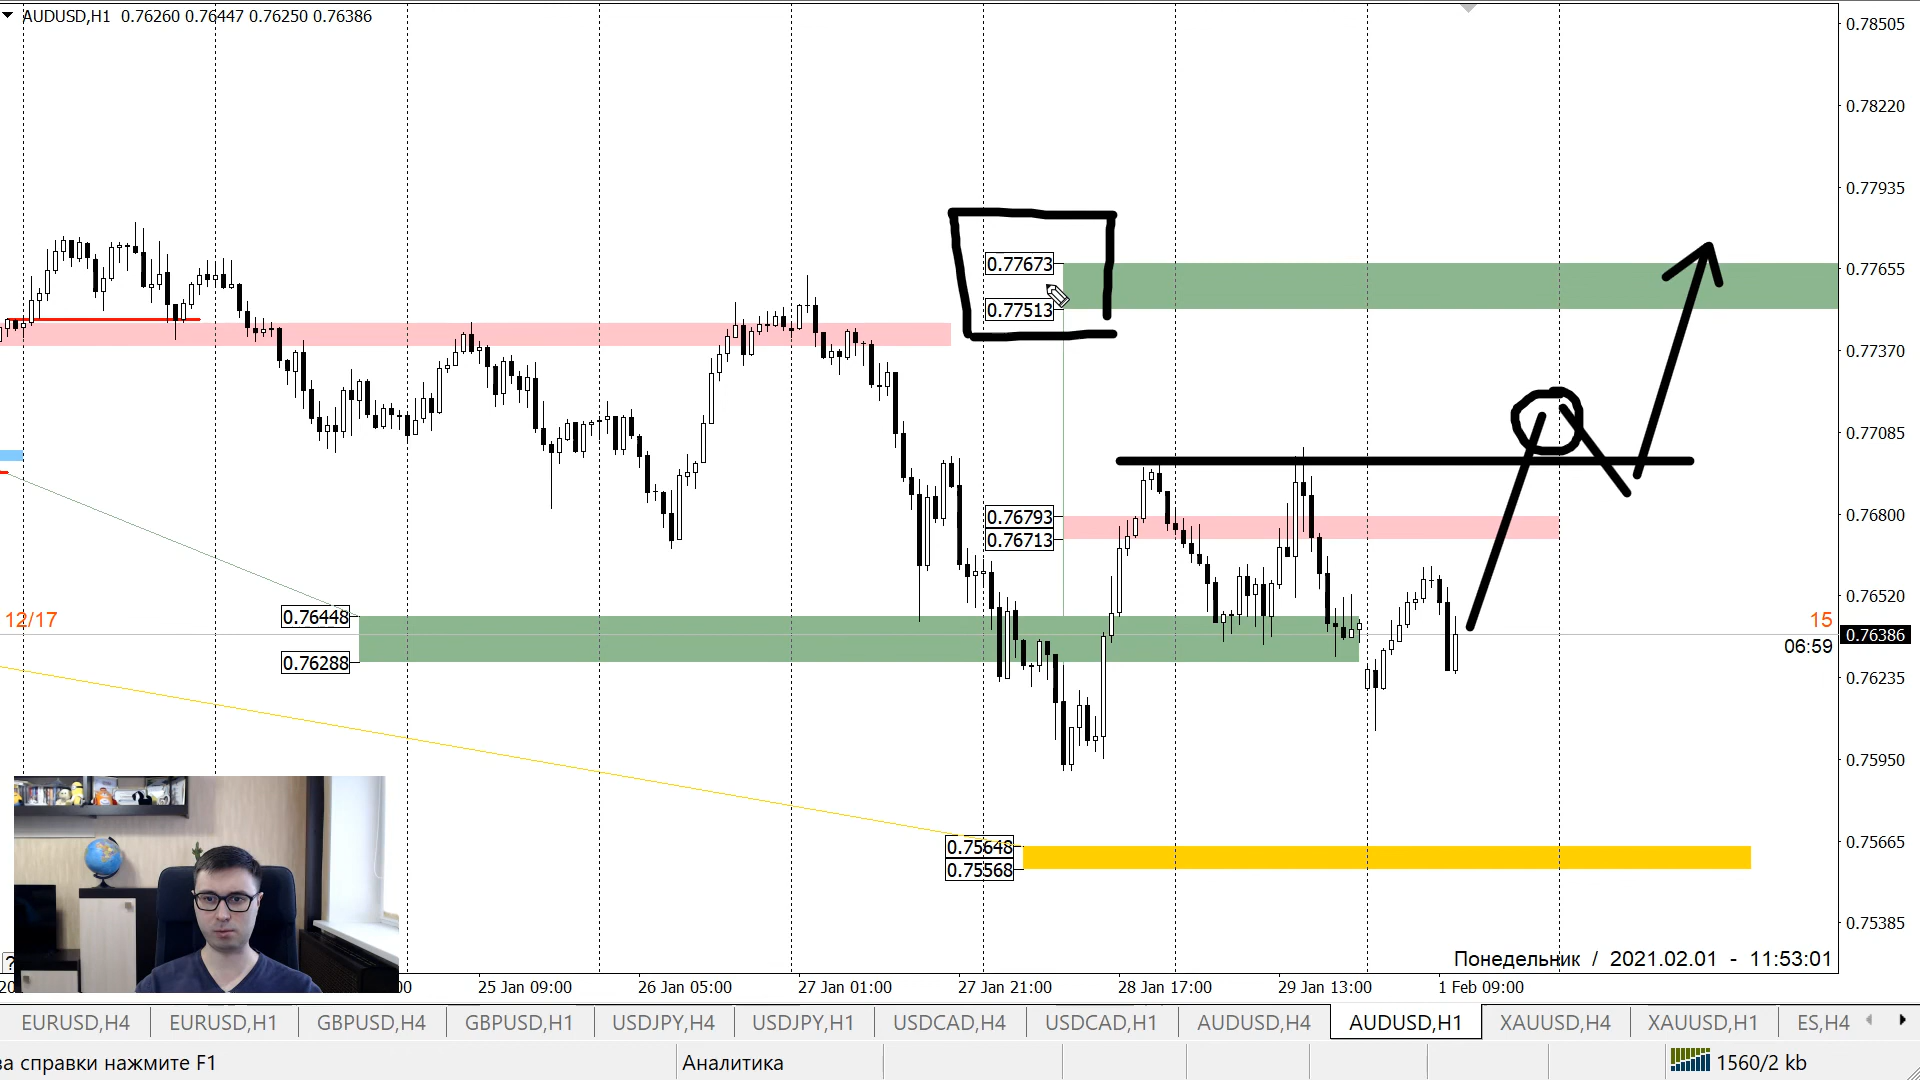 AUDUSD,H1 0.76260 0.76447 0.76250 0.76386
0.78505
0.78220
0.77935
0.77673
0.77655
0.77513
0.77370
0.77085
0.76793
0.76800
0.76713
0.76520
0.76448
12/17
15
0.76386
06:59
0.76288
0.76235
0.75950
0.75648
0.75665
0.75568
0.75385
Понедельник / 2021.02.01 - 11:53:01
?
20
00
25 Jan 09:00
26 Jan 05:00
27 Jan 01:00
27 Jan 21:00
28 Jan 17:00
29 Jan 13:00
1 Feb 09:00
EURUSD,H4 EURUSD,H1 GBPUSD,H4 GBPUSD,H1 USDJPY,H4 USDJPY,H1 USDCAD,H4 USDCAD,H1 AUDUSD,H4 AUDUSD,H1 XAUUSD,H4 XAUUSD,H1 ES,H4
за справки нажмите F1
Аналитика
1560/2 kb